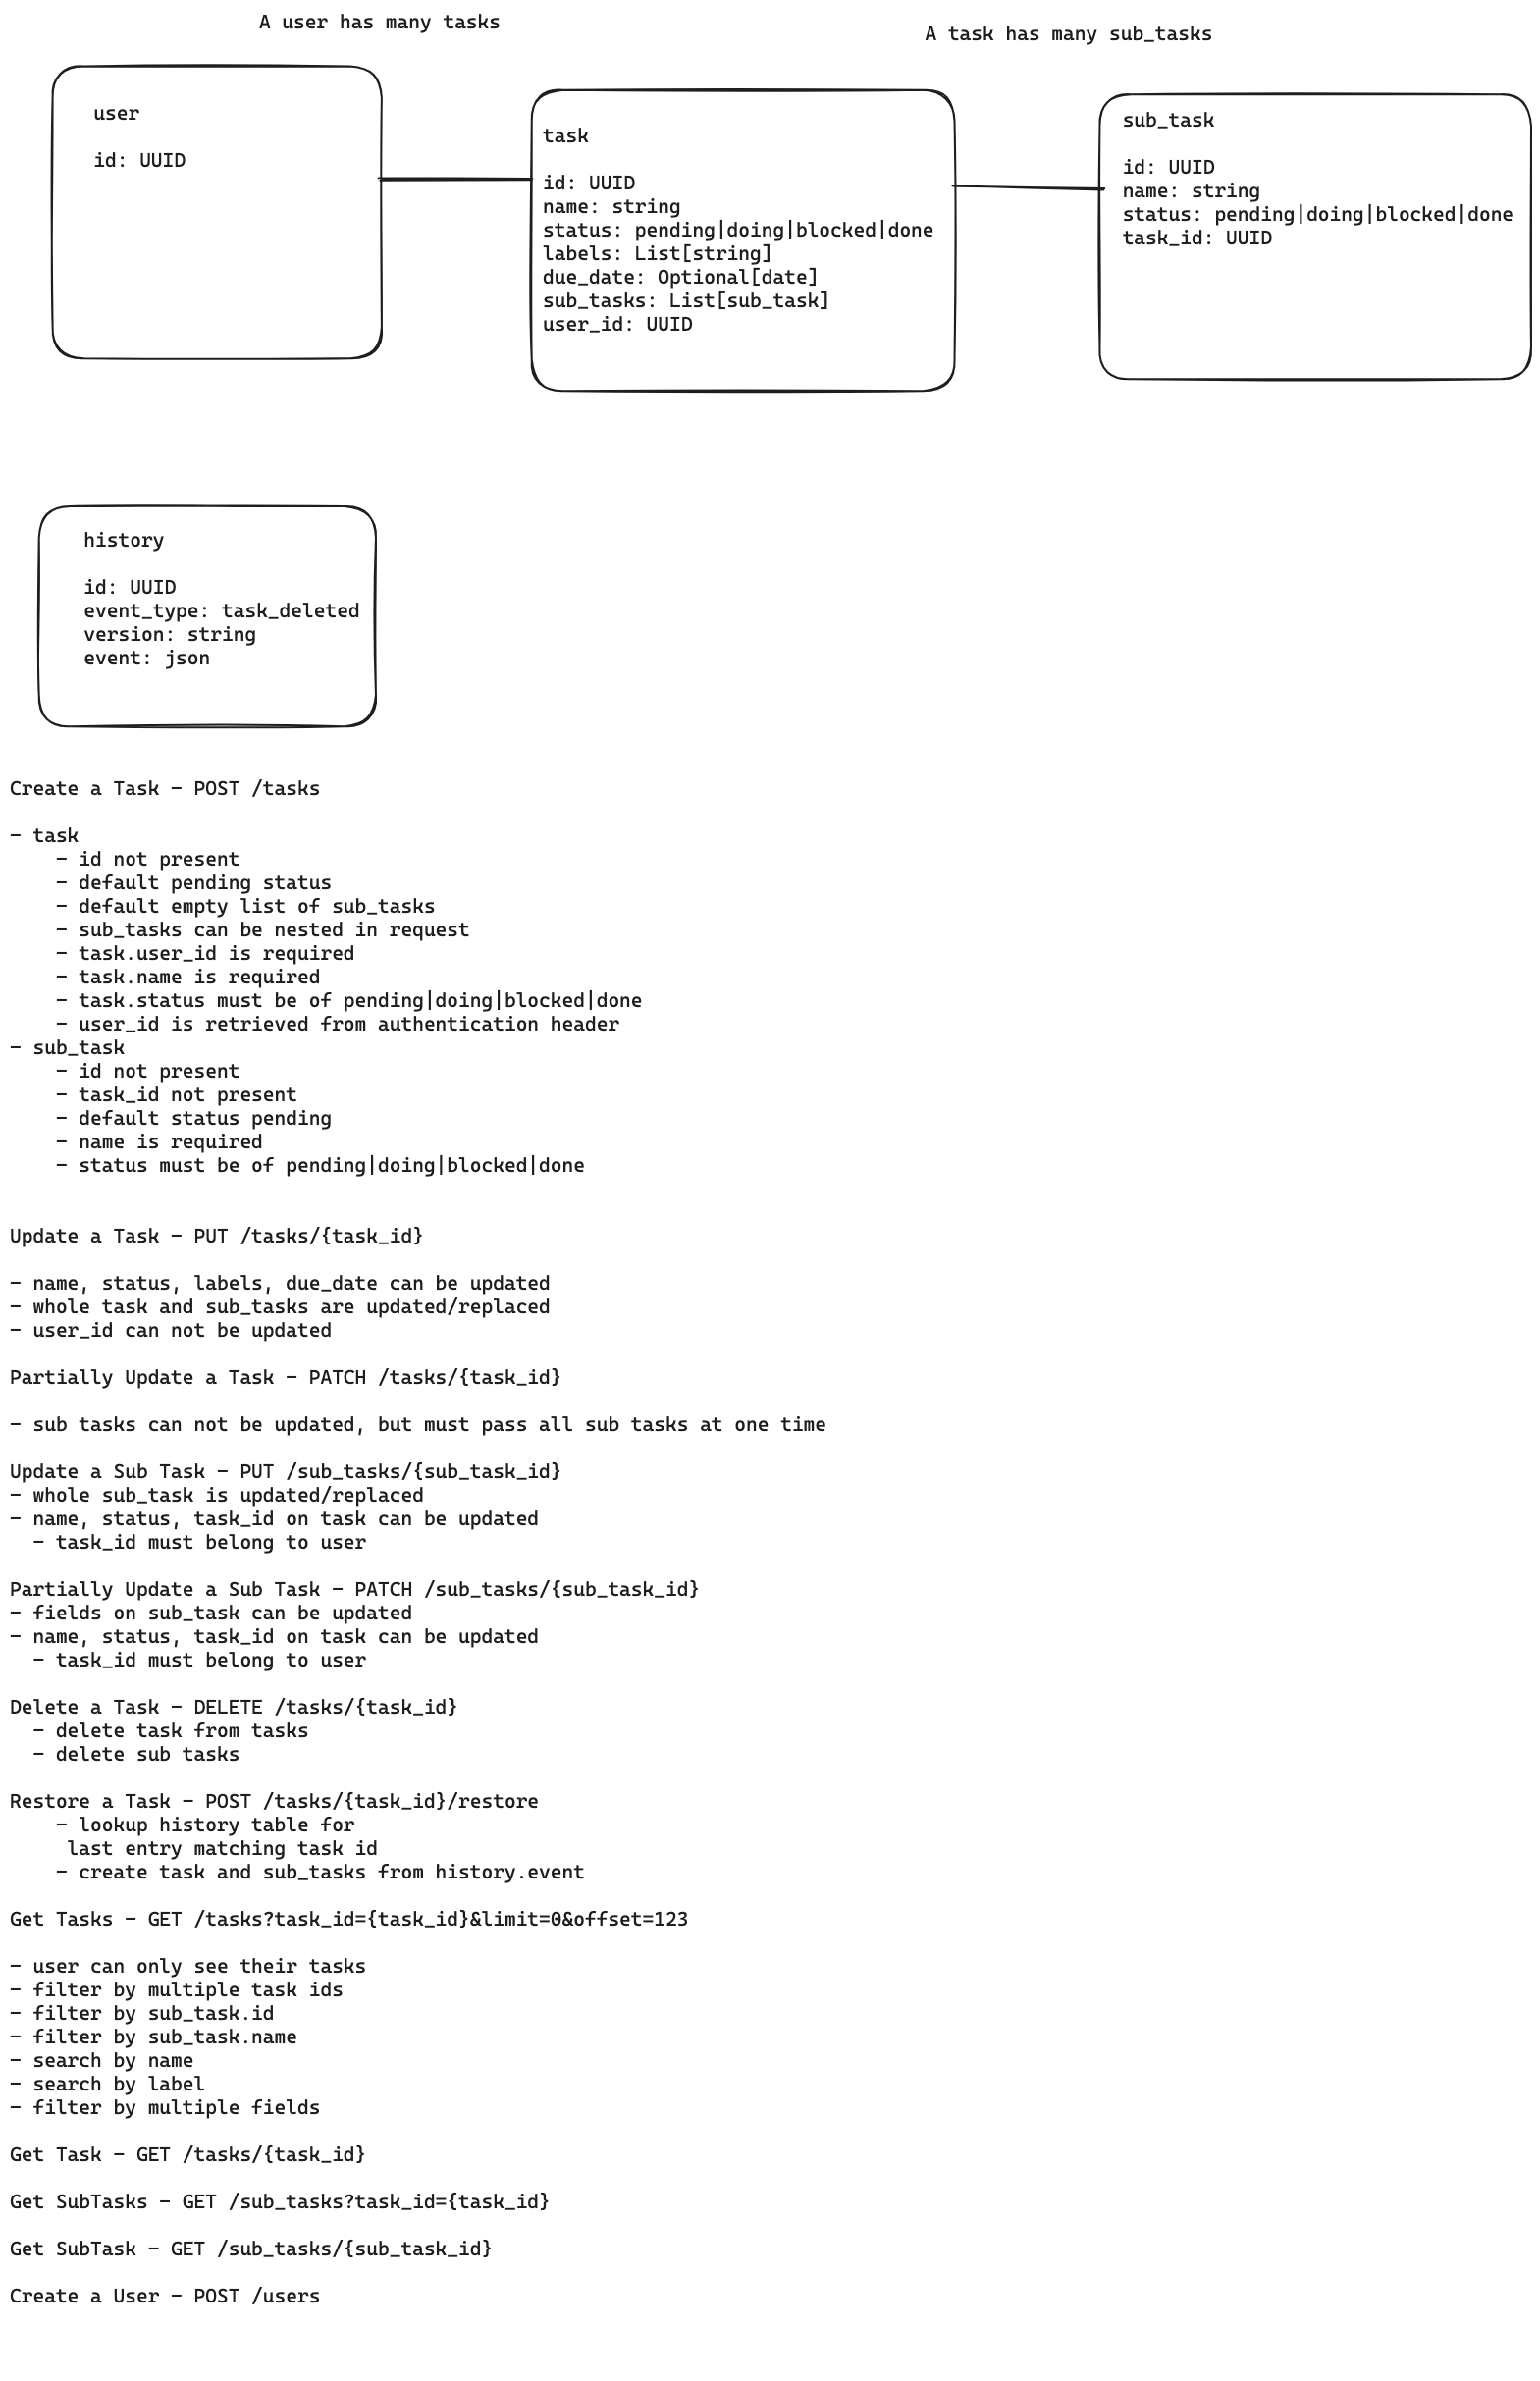 A user has many tasks
A task has many sub_tasks
user
id: UUID
task
id: UUID
name: string
status: pending|doing|blocked|done
labels: List[string]
due_date: Optional[date]
sub_tasks: List[sub_task]
user_id: UUID
sub_task
id: UUID
name: string
status: pending|doing|blocked|done
task_id: UUID
history
id: UUID
event_type: task_deleted
version: string
event: json
Create a Task - POST /tasks
- task
- id not present
- default pending status
- default empty list of sub_tasks
- sub_tasks can be nested in request
- task.user_id is required
- task.name is required
- task.status must be of pending|doing|blocked|done
- user_id is retrieved from authentication header
- sub_task
- id not present
- task_id not present
- default status pending
- name is required
- status must be of pending|doing|blocked|done
Update a Task - PUT /tasks/{task_id}
- name, status, labels, due_date can be updated
- whole task and sub_tasks are updated/replaced
- user_id can not be updated
Partially Update a Task - PATCH /tasks/{task_id}
- sub tasks can not be updated, but must pass all sub tasks at one time
Update a Sub Task - PUT /sub_tasks/{sub_task_id}
- whole sub_task is updated/replaced
- name, status, task_id on task can be updated
- task_id must belong to user
Partially Update a Sub Task - PATCH /sub_tasks/{sub_task_id}
- fields on sub_task can be updated
- name, status, task_id on task can be updated
- task_id must belong to user
Delete a Task - DELETE /tasks/{task_id}
- delete task from tasks
- delete sub tasks
Restore a Task - POST /tasks/{task_id}/restore
- lookup history table for
last entry matching task id
- create task and sub_tasks from history.event
Get Tasks - GET /tasks?task_id={task_id}&limit=0&offset=123
- user can only see their tasks
- filter by multiple task ids
- filter by sub_task.id
- filter by sub_task.name
- search by name
- search by label
- filter by multiple fields
Get Task - GET /tasks/{task_id}
Get SubTasks - GET /sub_tasks?task_id={task_id}
Get SubTask - GET /sub_tasks/{sub_task_id}
Create a User - POST /users